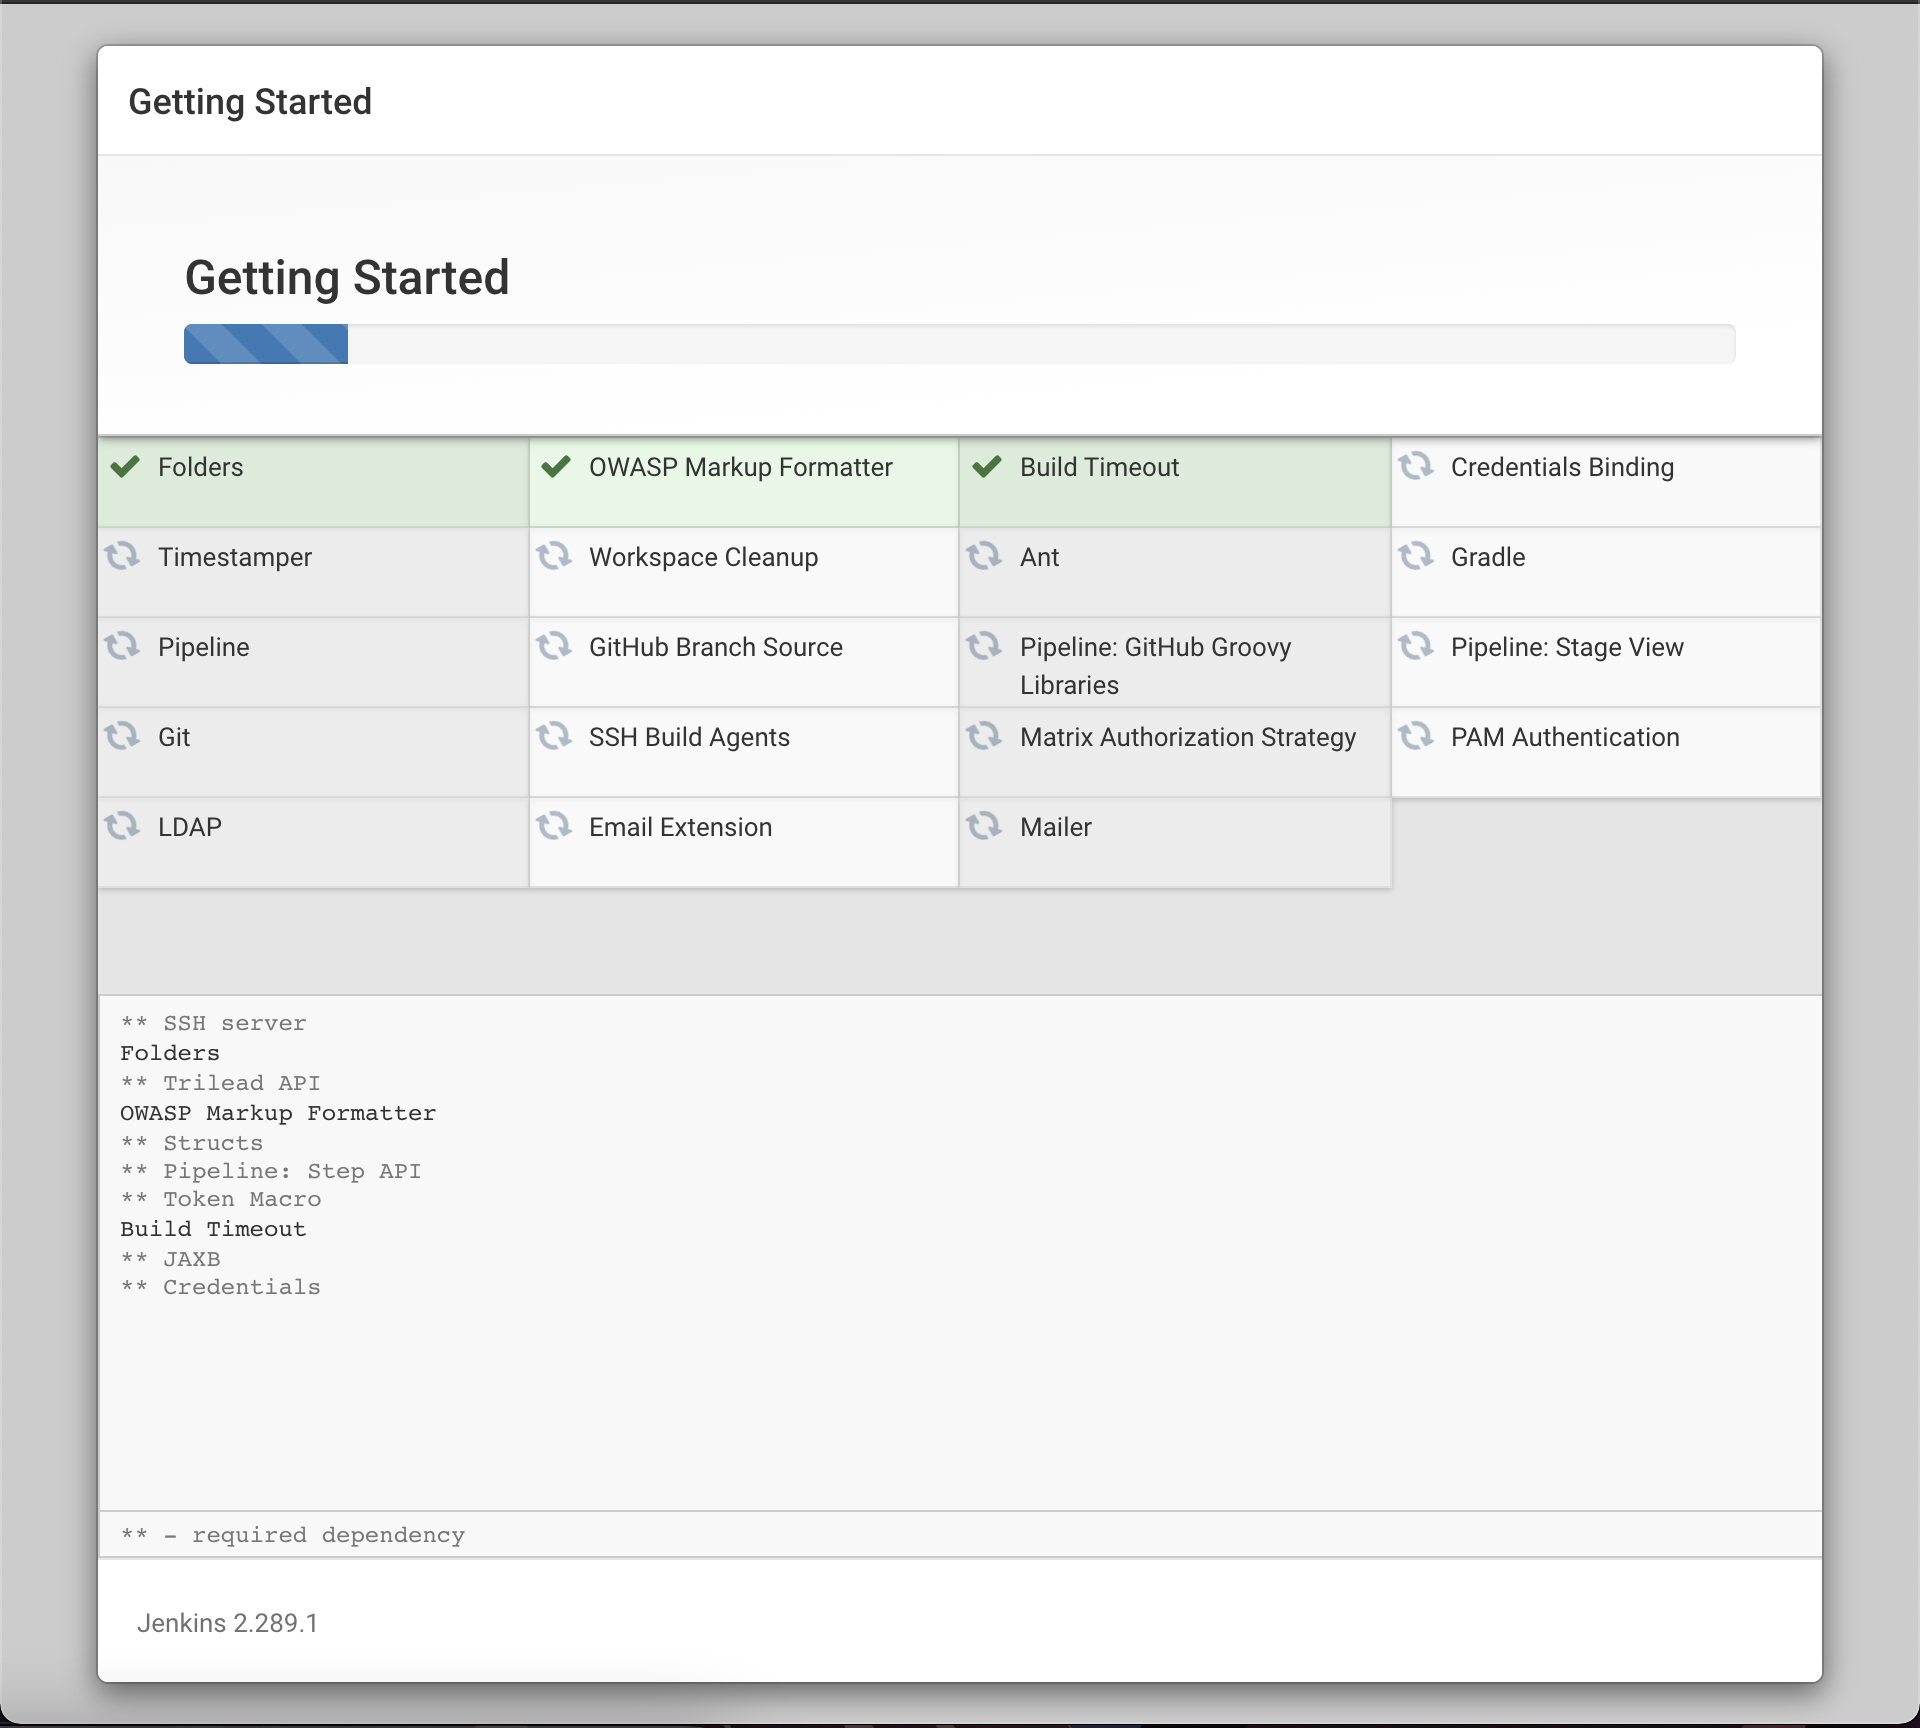 Getting Started
Getting Started
Folders
OWASP Markup Formatter
Build Timeout
Credentials Binding
Timestamper
Workspace Cleanup
Ant
Gradle
Pipeline
GitHub Branch Source
Pipeline: GitHub Groovy
Libraries
Pipeline: Stage View
Git
SSH Build Agents
Matrix Authorization Strategy
PAM Authentication
LDAP
Email Extension
Mailer
** SSH server
Folders
** Trilead API
OWASP Markup Formatter
** Structs
** Pipeline: Step API
** Token Macro
Build Timeout
** JAXB
** Credentials
** - required dependency
Jenkins 2.289.1